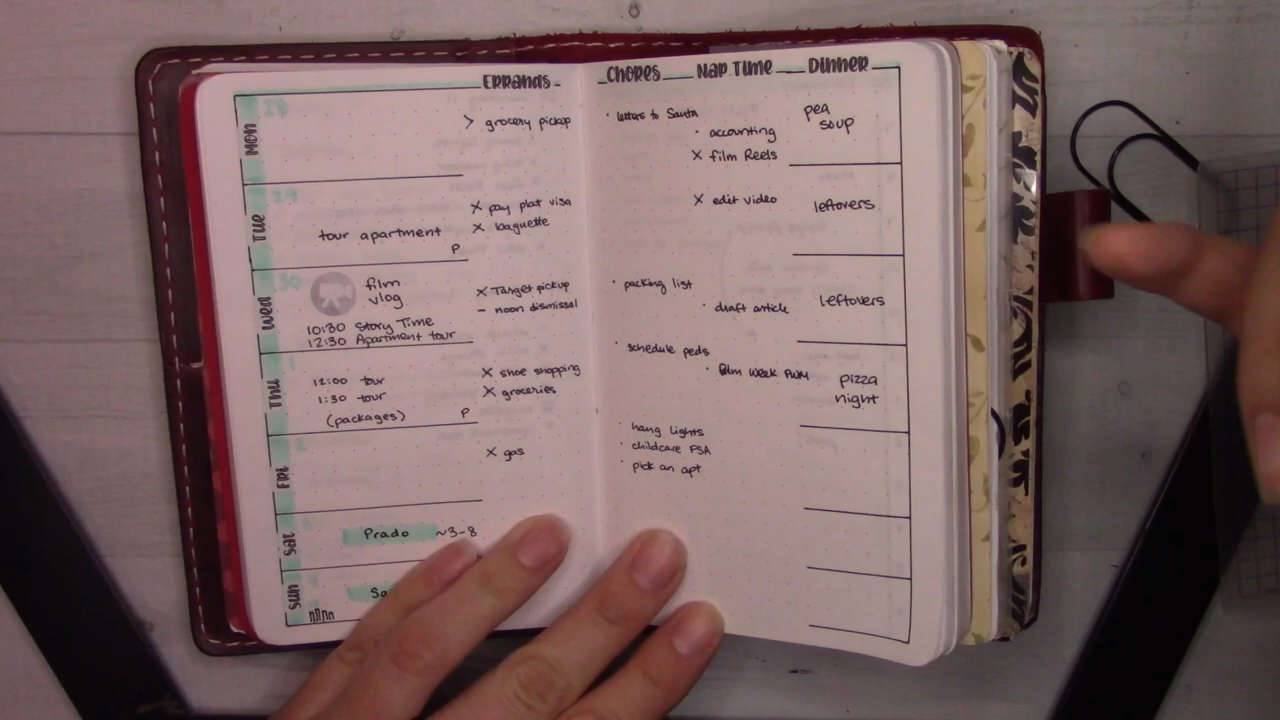 ERRANDS
CHORES
NAP TIME
DINNER
MON
28
> grocery pickup
· letters to Santa
· accounting
X film Reels
pea
soup
TUE
29
tour apartment
P
X pay plat visa
X baguette
X edit video
leftovers
WED
30
film
vlog
10:30 Story Time
12:30 Apartment tour
X Target pickup
– noon dismissal
· packing list
· draft article
leftovers
THU
12:00 tour
1:30 tour
(packages)
P
X shoe shopping
X groceries
· schedule peds
· film week PWM
pizza
night
FRI
X gas
· hang lights
· childcare FSA
· pick an apt
SAT
Prado ~3-8
SUN